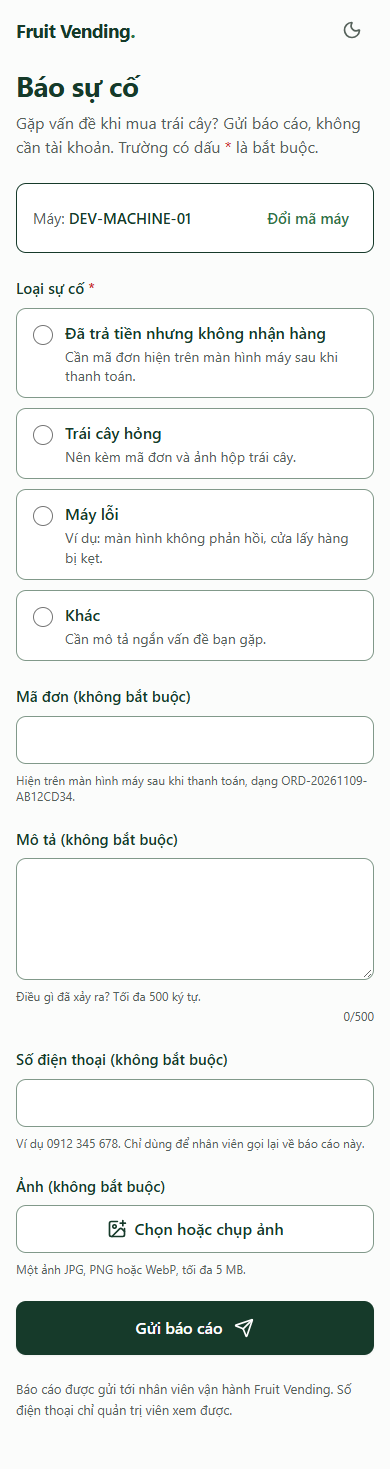 Fruit Vending.
Báo sự cố
Gặp vấn đề khi mua trái cây? Gửi báo cáo, không
cần tài khoản. Trường có dấu * là bắt buộc.
Máy: DEV-MACHINE-01
Đổi mã máy
Loại sự cố *
Đã trả tiền nhưng không nhận hàng
Cần mã đơn hiện trên màn hình máy sau khi
thanh toán.
Trái cây hỏng
Nên kèm mã đơn và ảnh hộp trái cây.
Máy lỗi
Ví dụ: màn hình không phản hồi, cửa lấy hàng
bị kẹt.
Khác
Cần mô tả ngắn vấn đề bạn gặp.
Mã đơn (không bắt buộc)
Hiện trên màn hình máy sau khi thanh toán, dạng ORD-20261109-
AB12CD34.
Mô tả (không bắt buộc)
Điều gì đã xảy ra? Tối đa 500 ký tự.
0/500
Số điện thoại (không bắt buộc)
Ví dụ 0912 345 678. Chỉ dùng để nhân viên gọi lại về báo cáo này.
Ảnh (không bắt buộc)
Chọn hoặc chụp ảnh
Một ảnh JPG, PNG hoặc WebP, tối đa 5 MB.
Gửi báo cáo
Báo cáo được gửi tới nhân viên vận hành Fruit Vending. Số
điện thoại chỉ quản trị viên xem được.